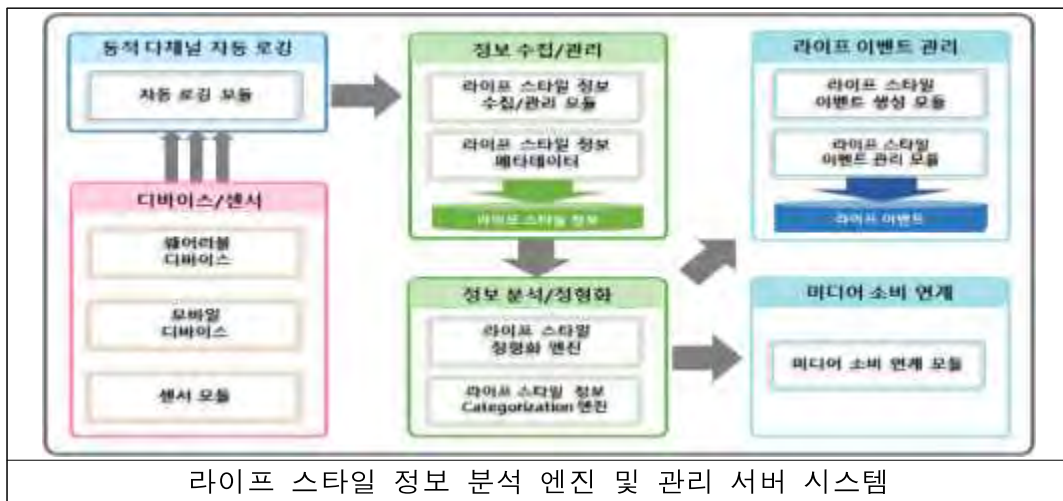 동적 다채널 자동 로깅
자동 로깅 모듈
디바이스/센서
웨어러블
디바이스
모바일
디바이스
센서 모듈
정보 수집/관리
라이프 스타일 정보
수집/관리 모듈
라이프 스타일 정보
메타데이터
라이프 스타일 정보
정보 분석/정형화
라이프 스타일
정형화 엔진
라이프 스타일 정보
Categorization 엔진
라이프 이벤트 관리
라이프 스타일
이벤트 생성 모듈
라이프 스타일
이벤트 관리 모듈
라이프 이벤트
미디어 소비 연계
미디어 소비 연계 모듈
라이프 스타일 정보 분석 엔진 및 관리 서버 시스템